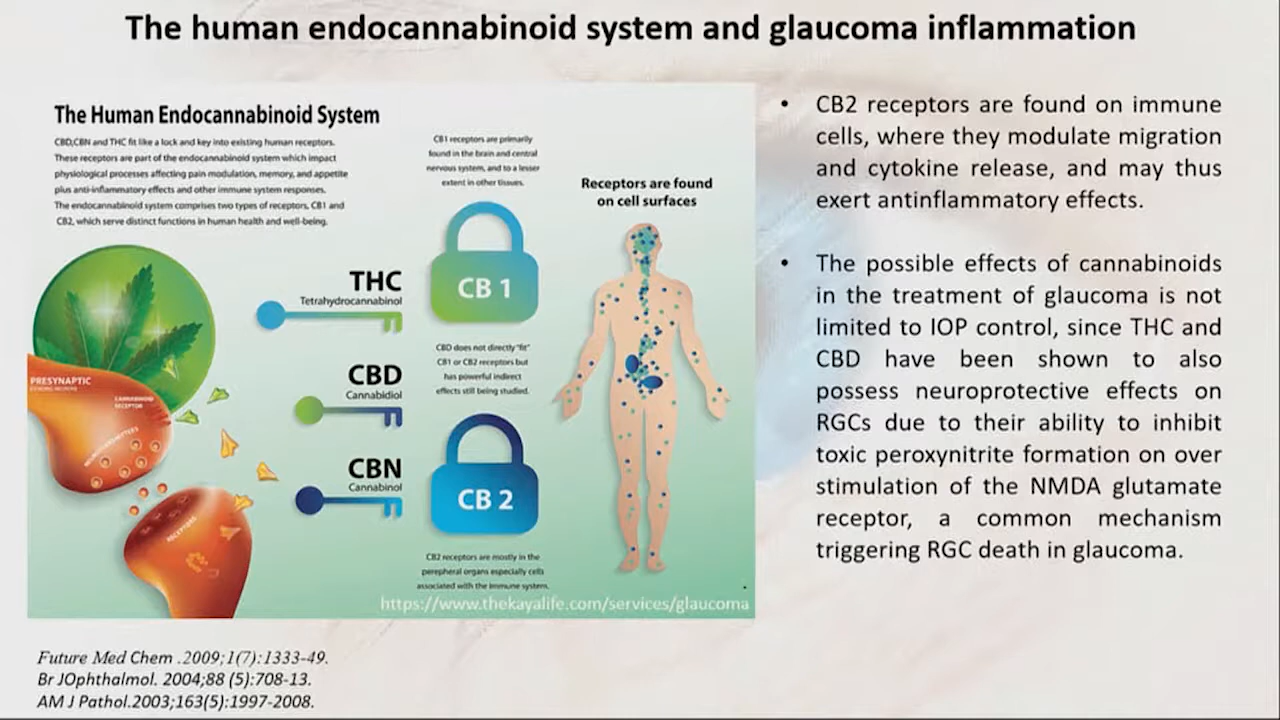 The human endocannabinoid system and glaucoma inflammation
The Human Endocannabinoid System
CBD,CBN and THC fit like a lock and key into existing human receptors.
These receptors are part of the endocannabinoid system which impact
physiological processes affecting pain modulation, memory, and appetite
plus anti-inflammatory effects and other immune system responses.
The endocannabinoid system comprises two types of receptors, CB1 and
CB2, which serve distinct functions in human health and well-being.
CB1 receptors are primarily
found in the brain and central
nervous system, and to a lesser
extent in other tissues.
Receptors are found
on cell surfaces
THC
Tetrahydrocannabinol
CB 1
CBD does not directly "fit"
CB1 or CB2 receptors but
has powerful indirect
effects still being studied.
CBD
Cannabidiol
CBN
Cannabinol
CB 2
CB2 receptors are mostly in the
perepheral organs especially cells
associated with the immune system.
PRESYNAPTIC
CANNABINOID
RECEPTOR
NEUROTRANSMITTERS
RECEPTORS
https://www.thekayalife.com/services/glaucoma
• CB2 receptors are found on immune
cells, where they modulate migration
and cytokine release, and may thus
exert antinflammatory effects.
• The possible effects of cannabinoids
in the treatment of glaucoma is not
limited to IOP control, since THC and
CBD have been shown to also
possess neuroprotective effects on
RGCs due to their ability to inhibit
toxic peroxynitrite formation on over
stimulation of the NMDA glutamate
receptor, a common mechanism
triggering RGC death in glaucoma.
Future Med Chem .2009;1(7):1333-49.
Br JOphthalmol. 2004;88 (5):708-13.
AM J Pathol.2003;163(5):1997-2008.